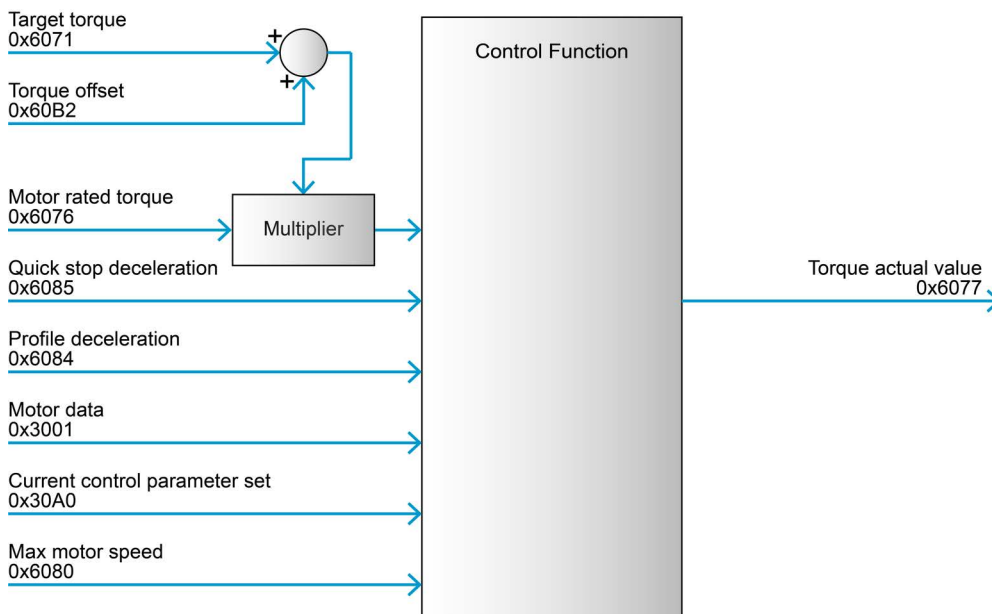 Target torque
0x6071
+
+
Torque offset
0x60B2
Control Function
Motor rated torque
0x6076
Multiplier
Quick stop deceleration
0x6085
Torque actual value
0x6077
Profile deceleration
0x6084
Motor data
0x3001
Current control parameter set
0x30A0
Max motor speed
0x6080